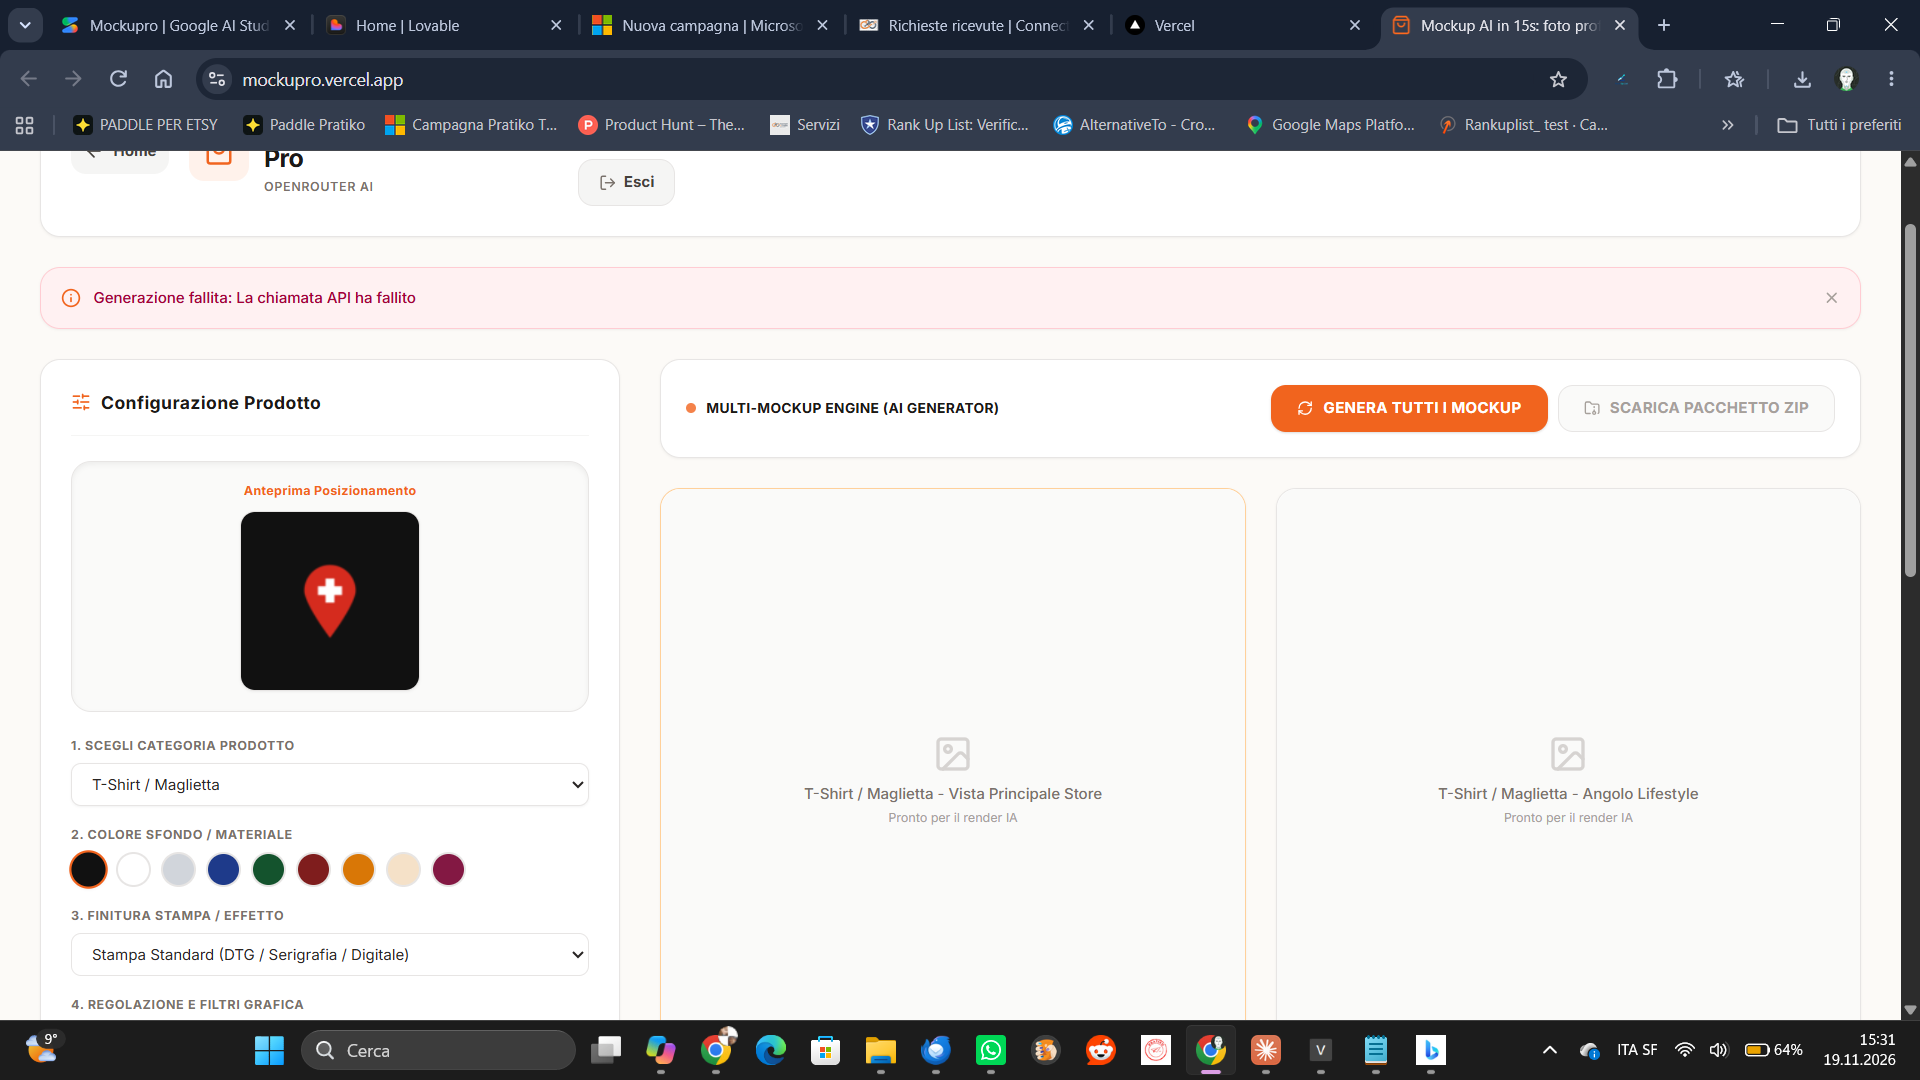 Mockupro | Google AI Stud
Home | Lovable
Nuova campagna | Microso
Richieste ricevute | Connect
Vercel
Mockup AI in 15s: foto pro
mockupro.vercel.app
PADDLE PER ETSY
Paddle Pratiko
Campagna Pratiko T...
Product Hunt – The...
Servizi
Rank Up List: Verific...
AlternativeTo - Cro...
Google Maps Platfo...
Rankuplist_ test · Ca...
Tutti i preferiti
Home
Pro
OPENROUTER AI
Esci
Generazione fallita: La chiamata API ha fallito
Configurazione Prodotto
MULTI-MOCKUP ENGINE (AI GENERATOR)
GENERA TUTTI I MOCKUP
SCARICA PACCHETTO ZIP
Anteprima Posizionamento
1. SCEGLI CATEGORIA PRODOTTO
T-Shirt / Maglietta
2. COLORE SFONDO / MATERIALE
3. FINITURA STAMPA / EFFETTO
Stampa Standard (DTG / Serigrafia / Digitale)
4. REGOLAZIONE E FILTRI GRAFICA
T-Shirt / Maglietta - Vista Principale Store
Pronto per il render IA
T-Shirt / Maglietta - Angolo Lifestyle
Pronto per il render IA
9°
Cerca
V
ITA SF
64%
15:31
19.11.2026